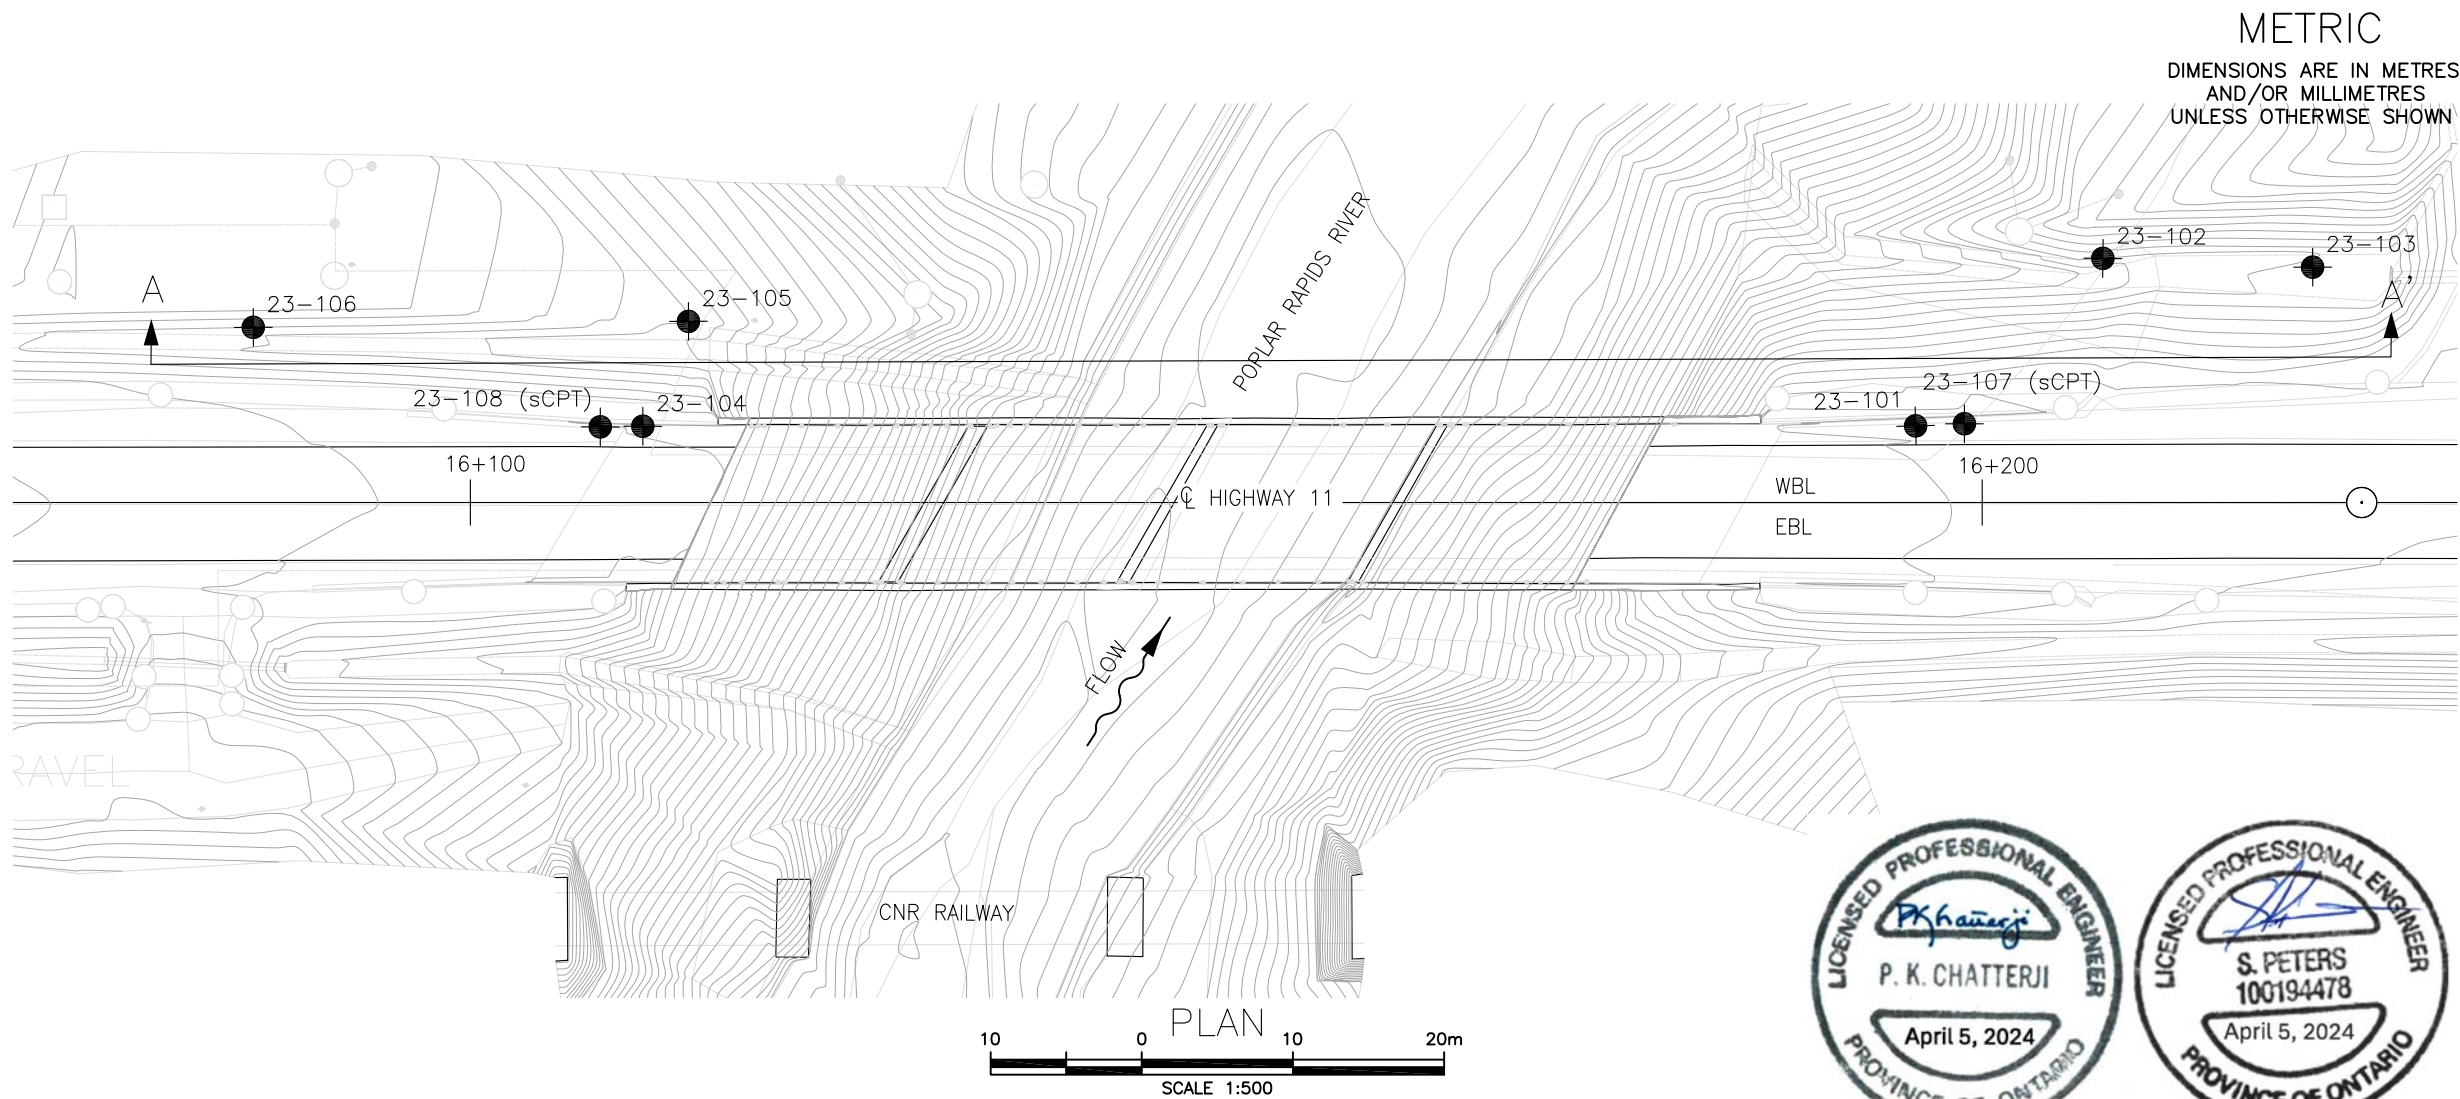 METRIC
DIMENSIONS ARE IN METRES
AND/OR MILLIMETRES
UNLESS OTHERWISE SHOWN
POPLAR RAPIDS RIVER
23-102
23-103
A
23-106
23-105
A'
23-108 (sCPT)
23-104
23-101
23-107 (sCPT)
16+100
16+200
℄ HIGHWAY 11
WBL
EBL
FLOW
RAVEL
CNR RAILWAY
PLAN
10 0 10 20m
SCALE 1:500
LICENSED PROFESSIONAL ENGINEER
PKChatterji
P. K. CHATTERJI
April 5, 2024
PROVINCE OF ONTARIO
LICENSED PROFESSIONAL ENGINEER
S. PETERS
100194478
April 5, 2024
PROVINCE OF ONTARIO